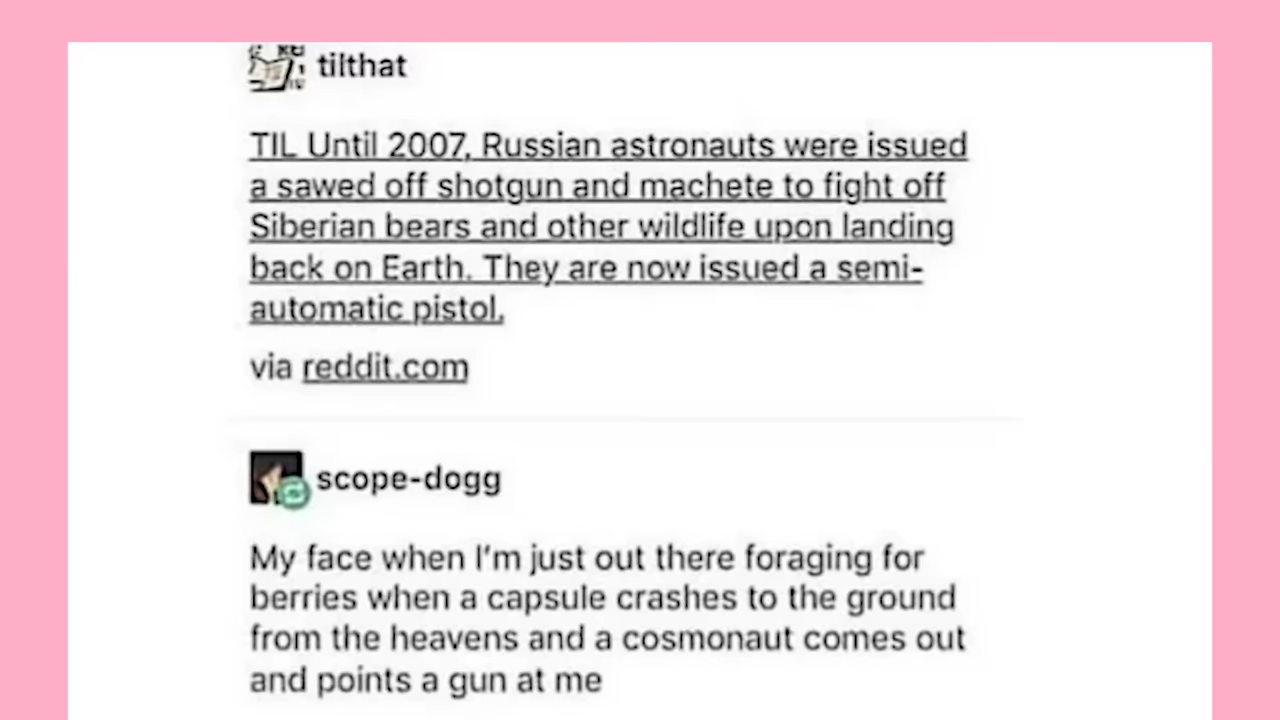 tilthat
TIL Until 2007, Russian astronauts were issued
a sawed off shotgun and machete to fight off
Siberian bears and other wildlife upon landing
back on Earth. They are now issued a semi-
automatic pistol.
via reddit.com
scope-dogg
My face when I'm just out there foraging for
berries when a capsule crashes to the ground
from the heavens and a cosmonaut comes out
and points a gun at me